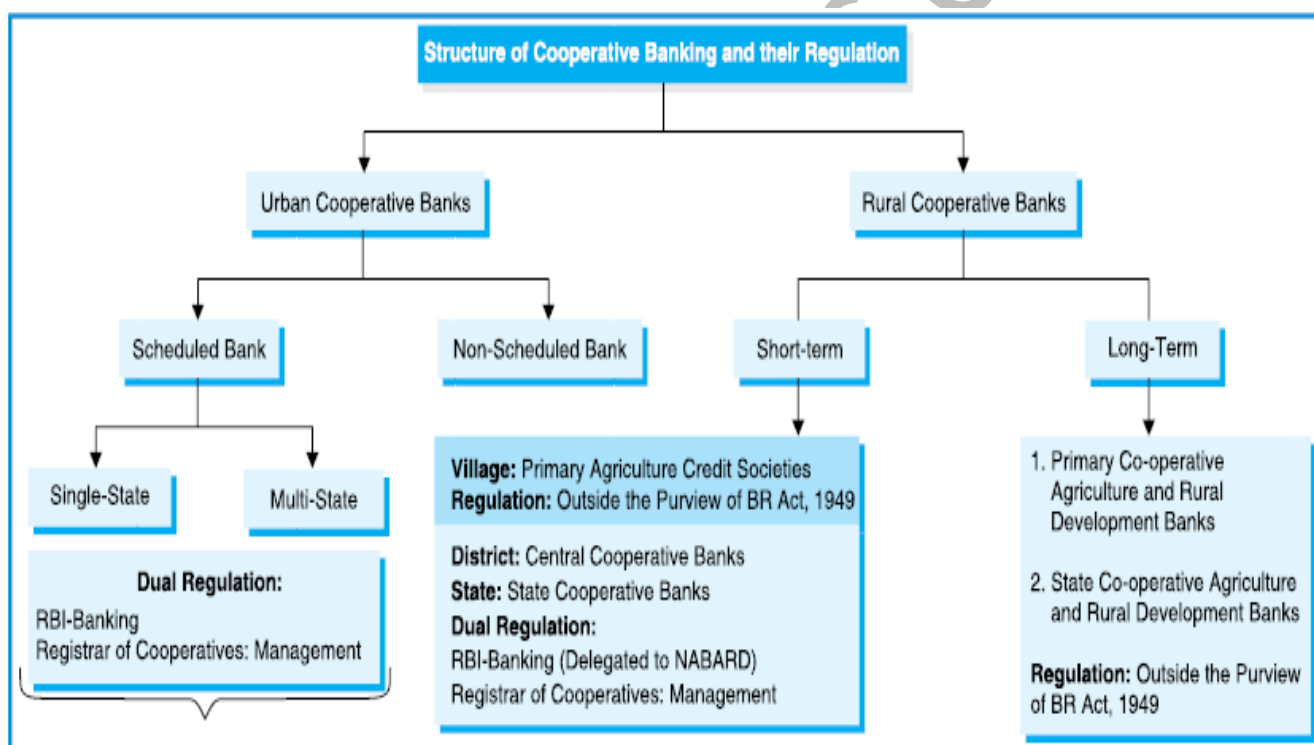 Structure of Cooperative Banking and their Regulation
Urban Cooperative Banks
Rural Cooperative Banks
Scheduled Bank
Non-Scheduled Bank
Short-term
Long-Term
Single-State
Multi-State
Dual Regulation:
RBI-Banking
Registrar of Cooperatives: Management
Village: Primary Agriculture Credit Societies
Regulation: Outside the Purview of BR Act, 1949
District: Central Cooperative Banks
State: State Cooperative Banks
Dual Regulation:
RBI-Banking (Delegated to NABARD)
Registrar of Cooperatives: Management
1. Primary Co-operative
Agriculture and Rural
Development Banks
2. State Co-operative Agriculture
and Rural Development Banks
Regulation: Outside the Purview
of BR Act, 1949